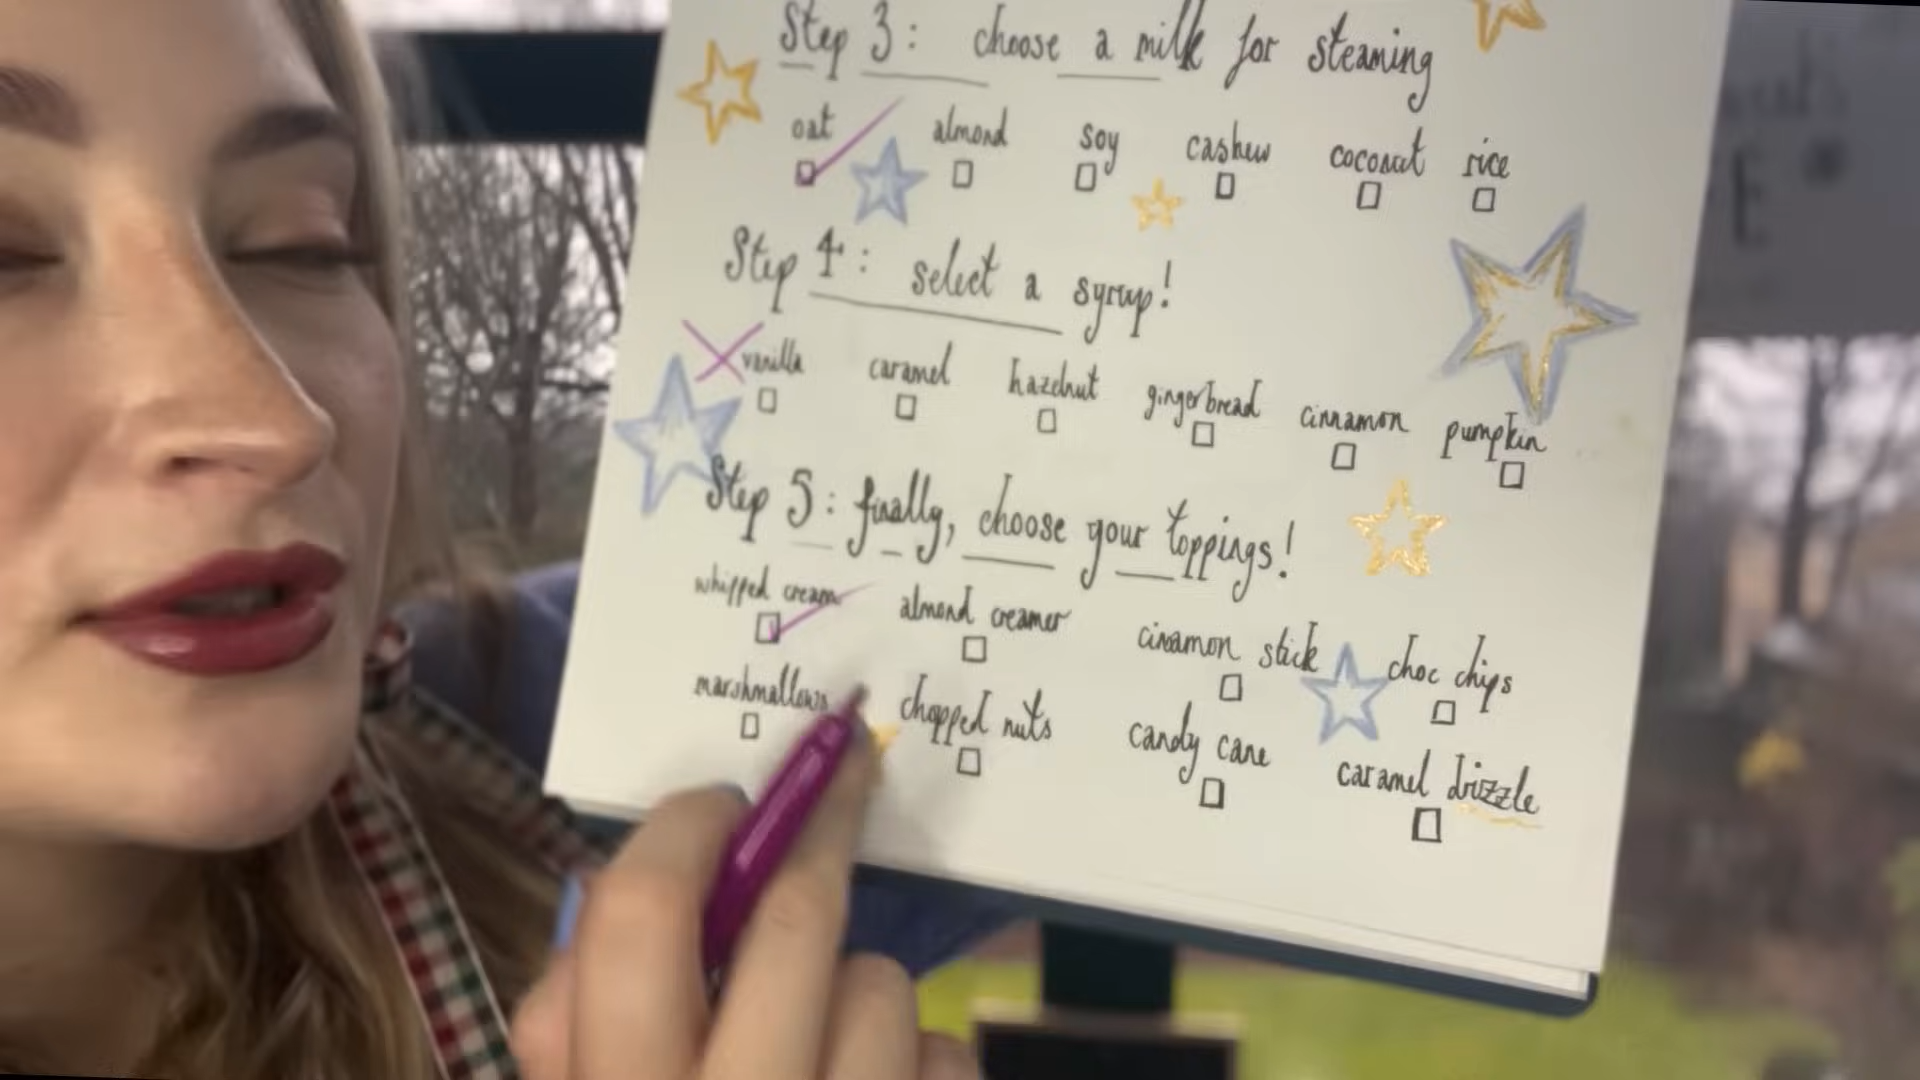 Step 3: choose a milk for steaming
oat almond soy cashew coconut rice
Step 4: select a syrup!
vanilla caramel hazelnut gingerbread cinnamon pumpkin
Step 5: finally, choose your toppings!
whipped cream almond creamer cinamon stick choc chips
marshmallows chopped nuts candy cane caramel drizzle